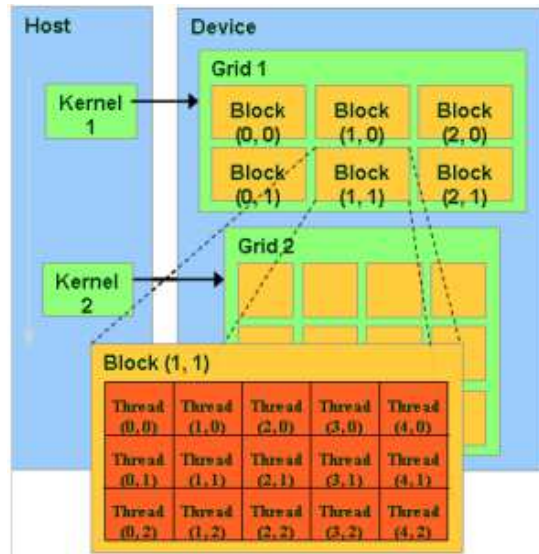 Host
Device
Grid 1
Kernel
1
Block
(0, 0)
Block
(1, 0)
Block
(2, 0)
Block
(0, 1)
Block
(1, 1)
Block
(2, 1)
Grid 2
Kernel
2
Block (1, 1)
Thread
(0, 0)
Thread
(1, 0)
Thread
(2, 0)
Thread
(3, 0)
Thread
(4, 0)
Thread
(0, 1)
Thread
(1, 1)
Thread
(2, 1)
Thread
(3, 1)
Thread
(4, 1)
Thread
(0, 2)
Thread
(1, 2)
Thread
(2, 2)
Thread
(3, 2)
Thread
(4, 2)